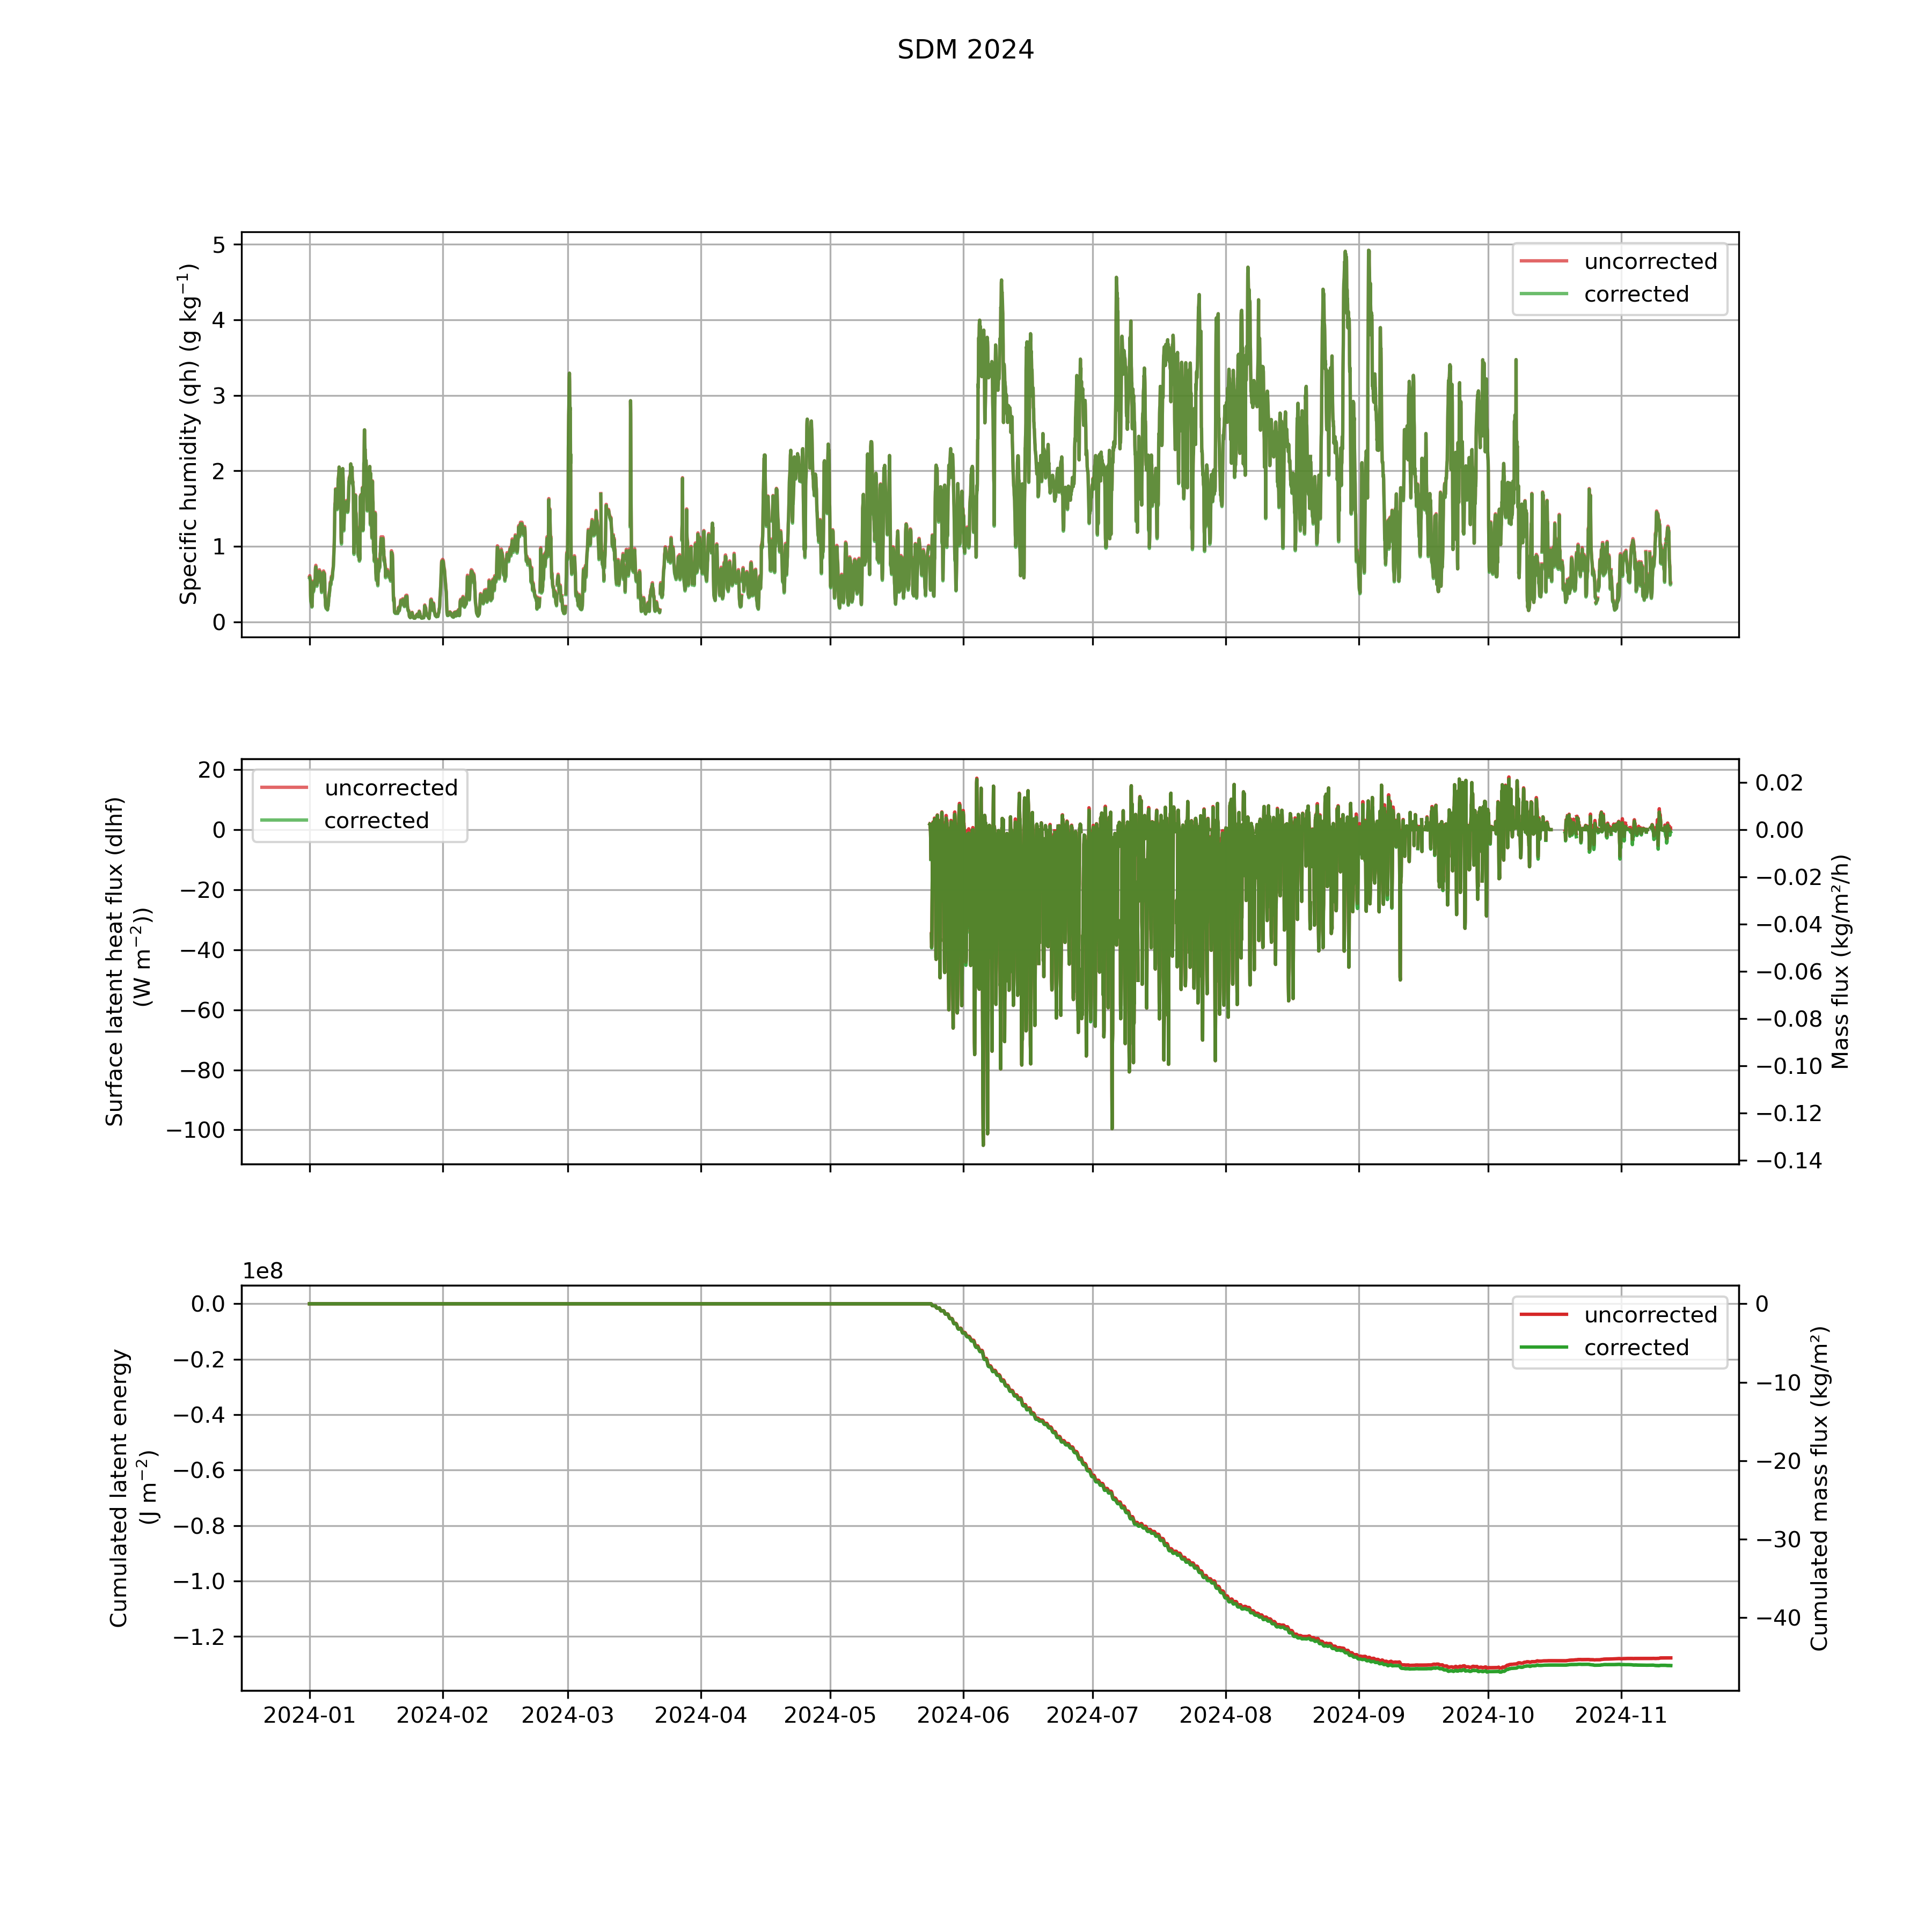 SDM 2024
Specific humidity (qh) (g kg⁻¹)
5
4
3
2
1
0
uncorrected
corrected
Surface latent heat flux (dlhf)
(W m⁻²))
20
0
−20
−40
−60
−80
−100
uncorrected
corrected
0.02
0.00
−0.02
−0.04
−0.06
−0.08
−0.10
−0.12
−0.14
Mass flux (kg/m²/h)
1e8
Cumulated latent energy
(J m⁻²)
0.0
−0.2
−0.4
−0.6
−0.8
−1.0
−1.2
uncorrected
corrected
0
−10
−20
−30
−40
Cumulated mass flux (kg/m²)
2024-01 2024-02 2024-03 2024-04 2024-05 2024-06 2024-07 2024-08 2024-09 2024-10 2024-11